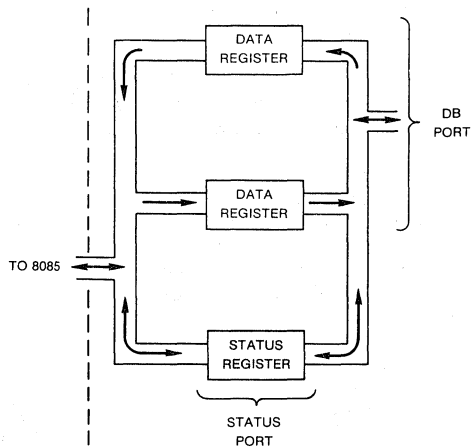 DATA
REGISTER
DB
PORT
DATA
REGISTER
TO 8085
STATUS
REGISTER
STATUS
PORT